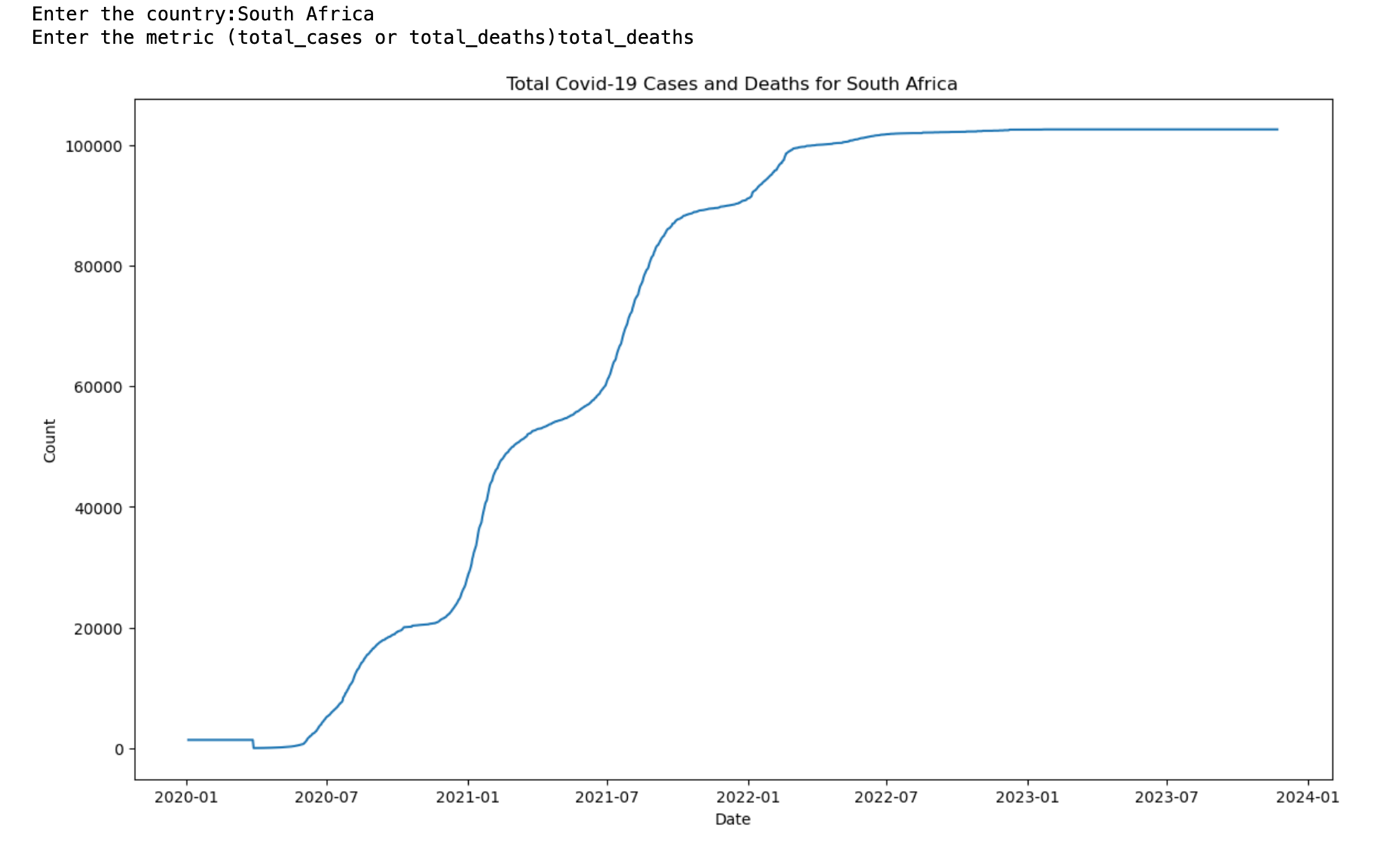 Enter the country:South Africa
Enter the metric (total_cases or total_deaths)total_deaths
Total Covid-19 Cases and Deaths for South Africa
100000
80000
60000
40000
20000
0
Count
2020-01 2020-07 2021-01 2021-07 2022-01 2022-07 2023-01 2023-07 2024-01
Date